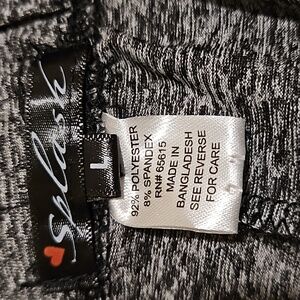 Splash
L
92% POLYESTER
8% SPANDEX
RN# 65615
MADE IN
BANGLADESH
SEE REVERSE
FOR CARE